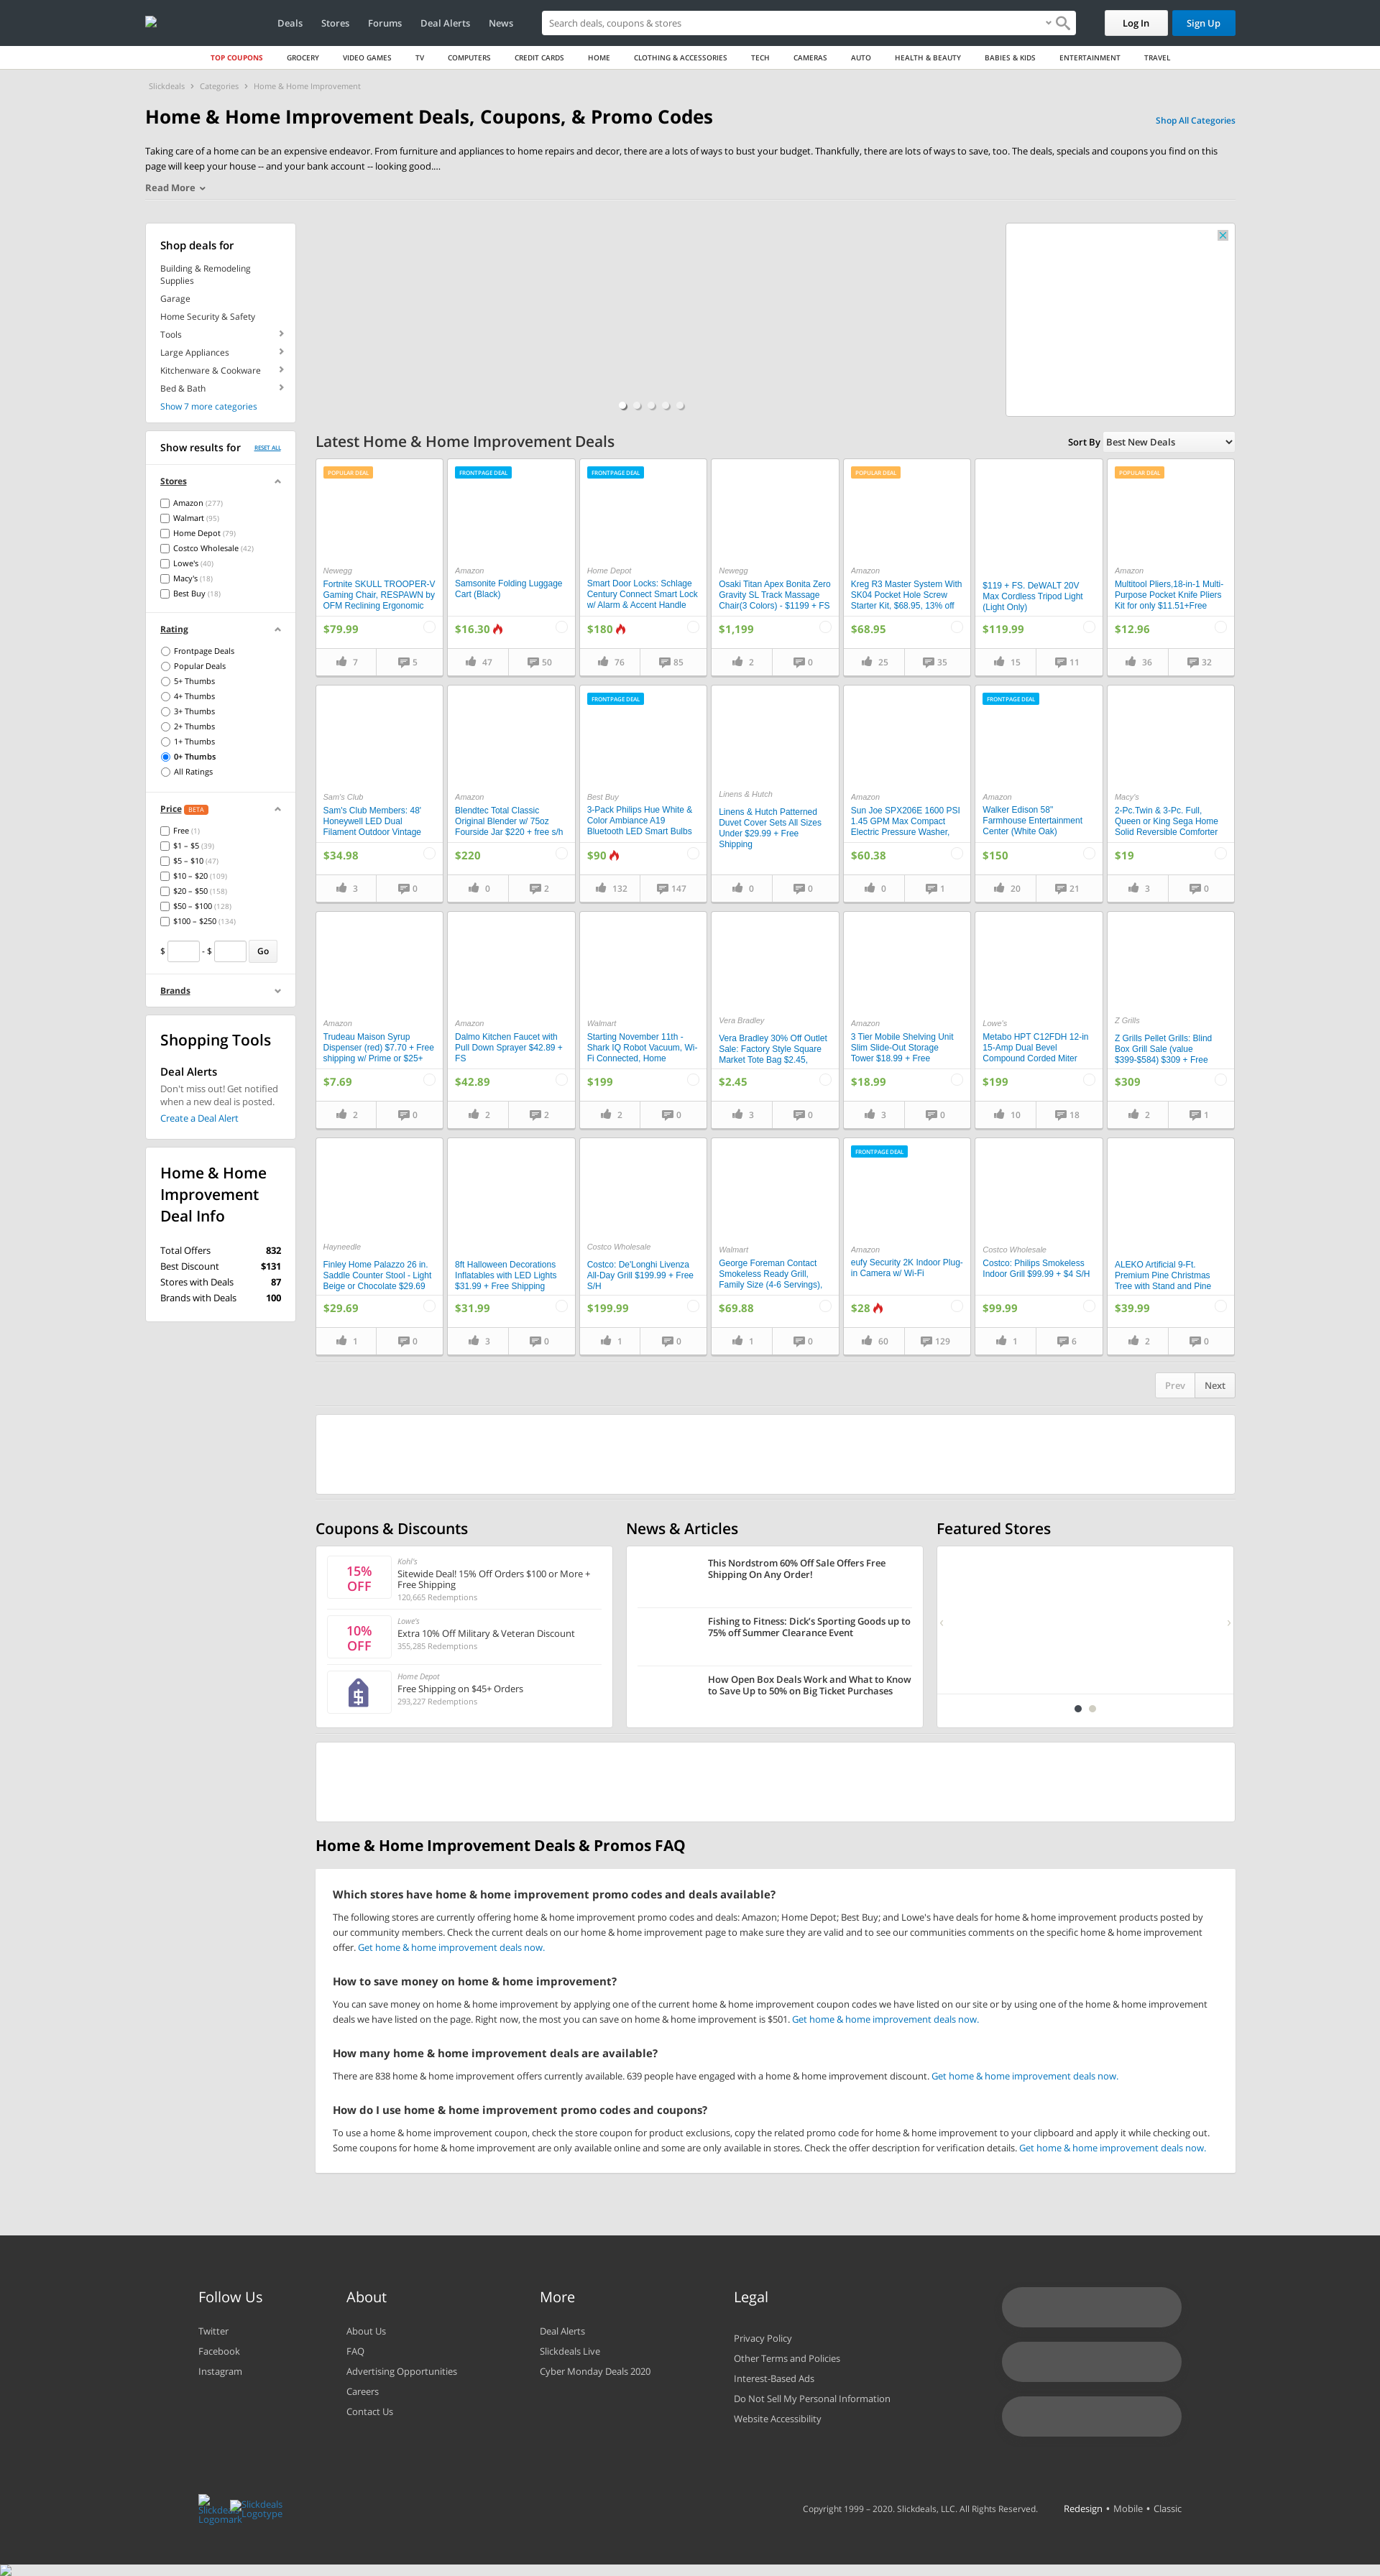 Deals Stores Forums Deal Alerts News Search deals, coupons & stores Log In Sign Up
TOP COUPONS GROCERY VIDEO GAMES TV COMPUTERS CREDIT CARDS HOME CLOTHING & ACCESSORIES TECH CAMERAS AUTO HEALTH & BEAUTY BABIES & KIDS ENTERTAINMENT TRAVEL
Slickdeals Categories Home & Home Improvement
Home & Home Improvement Deals, Coupons, & Promo Codes
Shop All Categories
Taking care of a home can be an expensive endeavor. From furniture and appliances to home repairs and decor, there are a lots of ways to bust your budget. Thankfully, there are lots of ways to save, too. The deals, specials and coupons you find on this
page will keep your house -- and your bank account -- looking good....
Read More
Shop deals for
Building & Remodeling
Supplies
Garage
Home Security & Safety
Tools
Large Appliances
Kitchenware & Cookware
Bed & Bath
Show 7 more categories
Show results for RESET ALL
Stores
Amazon (277)
Walmart (95)
Home Depot (79)
Costco Wholesale (42)
Lowe's (40)
Macy's (18)
Best Buy (18)
Rating
Frontpage Deals
Popular Deals
5+ Thumbs
4+ Thumbs
3+ Thumbs
2+ Thumbs
1+ Thumbs
0+ Thumbs
All Ratings
Price BETA
Free (1)
$1 – $5 (39)
$5 – $10 (47)
$10 – $20 (109)
$20 – $50 (158)
$50 – $100 (128)
$100 – $250 (134)
$ - $ Go
Brands
Shopping Tools
Deal Alerts
Don't miss out! Get notified
when a new deal is posted.
Create a Deal Alert
Home & Home
Improvement
Deal Info
Total Offers 832
Best Discount $131
Stores with Deals 87
Brands with Deals 100
Latest Home & Home Improvement Deals
Sort By Best New Deals
POPULAR DEAL
Newegg
Fortnite SKULL TROOPER-V
Gaming Chair, RESPAWN by
OFM Reclining Ergonomic
$79.99
7 5
FRONTPAGE DEAL
Amazon
Samsonite Folding Luggage
Cart (Black)
$16.30
47 50
FRONTPAGE DEAL
Home Depot
Smart Door Locks: Schlage
Century Connect Smart Lock
w/ Alarm & Accent Handle
$180
76 85
Newegg
Osaki Titan Apex Bonita Zero
Gravity SL Track Massage
Chair(3 Colors) - $1199 + FS
$1,199
2 0
POPULAR DEAL
Amazon
Kreg R3 Master System With
SK04 Pocket Hole Screw
Starter Kit, $68.95, 13% off
$68.95
25 35
$119 + FS. DeWALT 20V
Max Cordless Tripod Light
(Light Only)
$119.99
15 11
POPULAR DEAL
Amazon
Multitool Pliers,18-in-1 Multi-
Purpose Pocket Knife Pliers
Kit for only $11.51+Free
$12.96
36 32
Sam's Club
Sam's Club Members: 48'
Honeywell LED Dual
Filament Outdoor Vintage
$34.98
3 0
Amazon
Blendtec Total Classic
Original Blender w/ 75oz
Fourside Jar $220 + free s/h
$220
0 2
FRONTPAGE DEAL
Best Buy
3-Pack Philips Hue White &
Color Ambiance A19
Bluetooth LED Smart Bulbs
$90
132 147
Linens & Hutch
Linens & Hutch Patterned
Duvet Cover Sets All Sizes
Under $29.99 + Free
Shipping
0 0
Amazon
Sun Joe SPX206E 1600 PSI
1.45 GPM Max Compact
Electric Pressure Washer,
$60.38
0 1
FRONTPAGE DEAL
Amazon
Walker Edison 58"
Farmhouse Entertainment
Center (White Oak)
$150
20 21
Macy's
2-Pc.Twin & 3-Pc. Full,
Queen or King Sega Home
Solid Reversible Comforter
$19
3 0
Amazon
Trudeau Maison Syrup
Dispenser (red) $7.70 + Free
shipping w/ Prime or $25+
$7.69
2 0
Amazon
Dalmo Kitchen Faucet with
Pull Down Sprayer $42.89 +
FS
$42.89
2 2
Walmart
Starting November 11th -
Shark IQ Robot Vacuum, Wi-
Fi Connected, Home
$199
2 0
Vera Bradley
Vera Bradley 30% Off Outlet
Sale: Factory Style Square
Market Tote Bag $2.45,
$2.45
3 0
Amazon
3 Tier Mobile Shelving Unit
Slim Slide-Out Storage
Tower $18.99 + Free
$18.99
3 0
Lowe's
Metabo HPT C12FDH 12-in
15-Amp Dual Bevel
Compound Corded Miter
$199
10 18
Z Grills
Z Grills Pellet Grills: Blind
Box Grill Sale (value
$399-$584) $309 + Free
$309
2 1
Hayneedle
Finley Home Palazzo 26 in.
Saddle Counter Stool - Light
Beige or Chocolate $29.69
$29.69
1 0
8ft Halloween Decorations
Inflatables with LED Lights
$31.99 + Free Shipping
$31.99
3 0
Costco Wholesale
Costco: De'Longhi Livenza
All-Day Grill $199.99 + Free
S/H
$199.99
1 0
Walmart
George Foreman Contact
Smokeless Ready Grill,
Family Size (4-6 Servings),
$69.88
1 0
FRONTPAGE DEAL
Amazon
eufy Security 2K Indoor Plug-
in Camera w/ Wi-Fi
$28
60 129
Costco Wholesale
Costco: Philips Smokeless
Indoor Grill $99.99 + $4 S/H
$99.99
1 6
ALEKO Artificial 9-Ft.
Premium Pine Christmas
Tree with Stand and Pine
$39.99
2 0
Prev Next
Coupons & Discounts
15%
OFF
Kohl's
Sitewide Deal! 15% Off Orders $100 or More +
Free Shipping
120,665 Redemptions
10%
OFF
Lowe's
Extra 10% Off Military & Veteran Discount
355,285 Redemptions
Home Depot
Free Shipping on $45+ Orders
293,227 Redemptions
News & Articles
This Nordstrom 60% Off Sale Offers Free
Shipping On Any Order!
Fishing to Fitness: Dick's Sporting Goods up to
75% off Summer Clearance Event
How Open Box Deals Work and What to Know
to Save Up to 50% on Big Ticket Purchases
Featured Stores
Home & Home Improvement Deals & Promos FAQ
Which stores have home & home improvement promo codes and deals available?
The following stores are currently offering home & home improvement promo codes and deals: Amazon; Home Depot; Best Buy; and Lowe's have deals for home & home improvement products posted by
our community members. Check the current deals on our home & home improvement page to make sure they are valid and to see our communities comments on the specific home & home improvement
offer. Get home & home improvement deals now.
How to save money on home & home improvement?
You can save money on home & home improvement by applying one of the current home & home improvement coupon codes we have listed on our site or by using one of the home & home improvement
deals we have listed on the page. Right now, the most you can save on home & home improvement is $501. Get home & home improvement deals now.
How many home & home improvement deals are available?
There are 838 home & home improvement offers currently available. 639 people have engaged with a home & home improvement discount. Get home & home improvement deals now.
How do I use home & home improvement promo codes and coupons?
To use a home & home improvement coupon, check the store coupon for product exclusions, copy the related promo code for home & home improvement to your clipboard and apply it while checking out.
Some coupons for home & home improvement are only available online and some are only available in stores. Check the offer description for verification details. Get home & home improvement deals now.
Follow Us
Twitter
Facebook
Instagram
About
About Us
FAQ
Advertising Opportunities
Careers
Contact Us
More
Deal Alerts
Slickdeals Live
Cyber Monday Deals 2020
Legal
Privacy Policy
Other Terms and Policies
Interest-Based Ads
Do Not Sell My Personal Information
Website Accessibility
Slickdeals
Logomark
Slickdeals
Logotype
Copyright 1999 – 2020. Slickdeals, LLC. All Rights Reserved. Redesign • Mobile • Classic